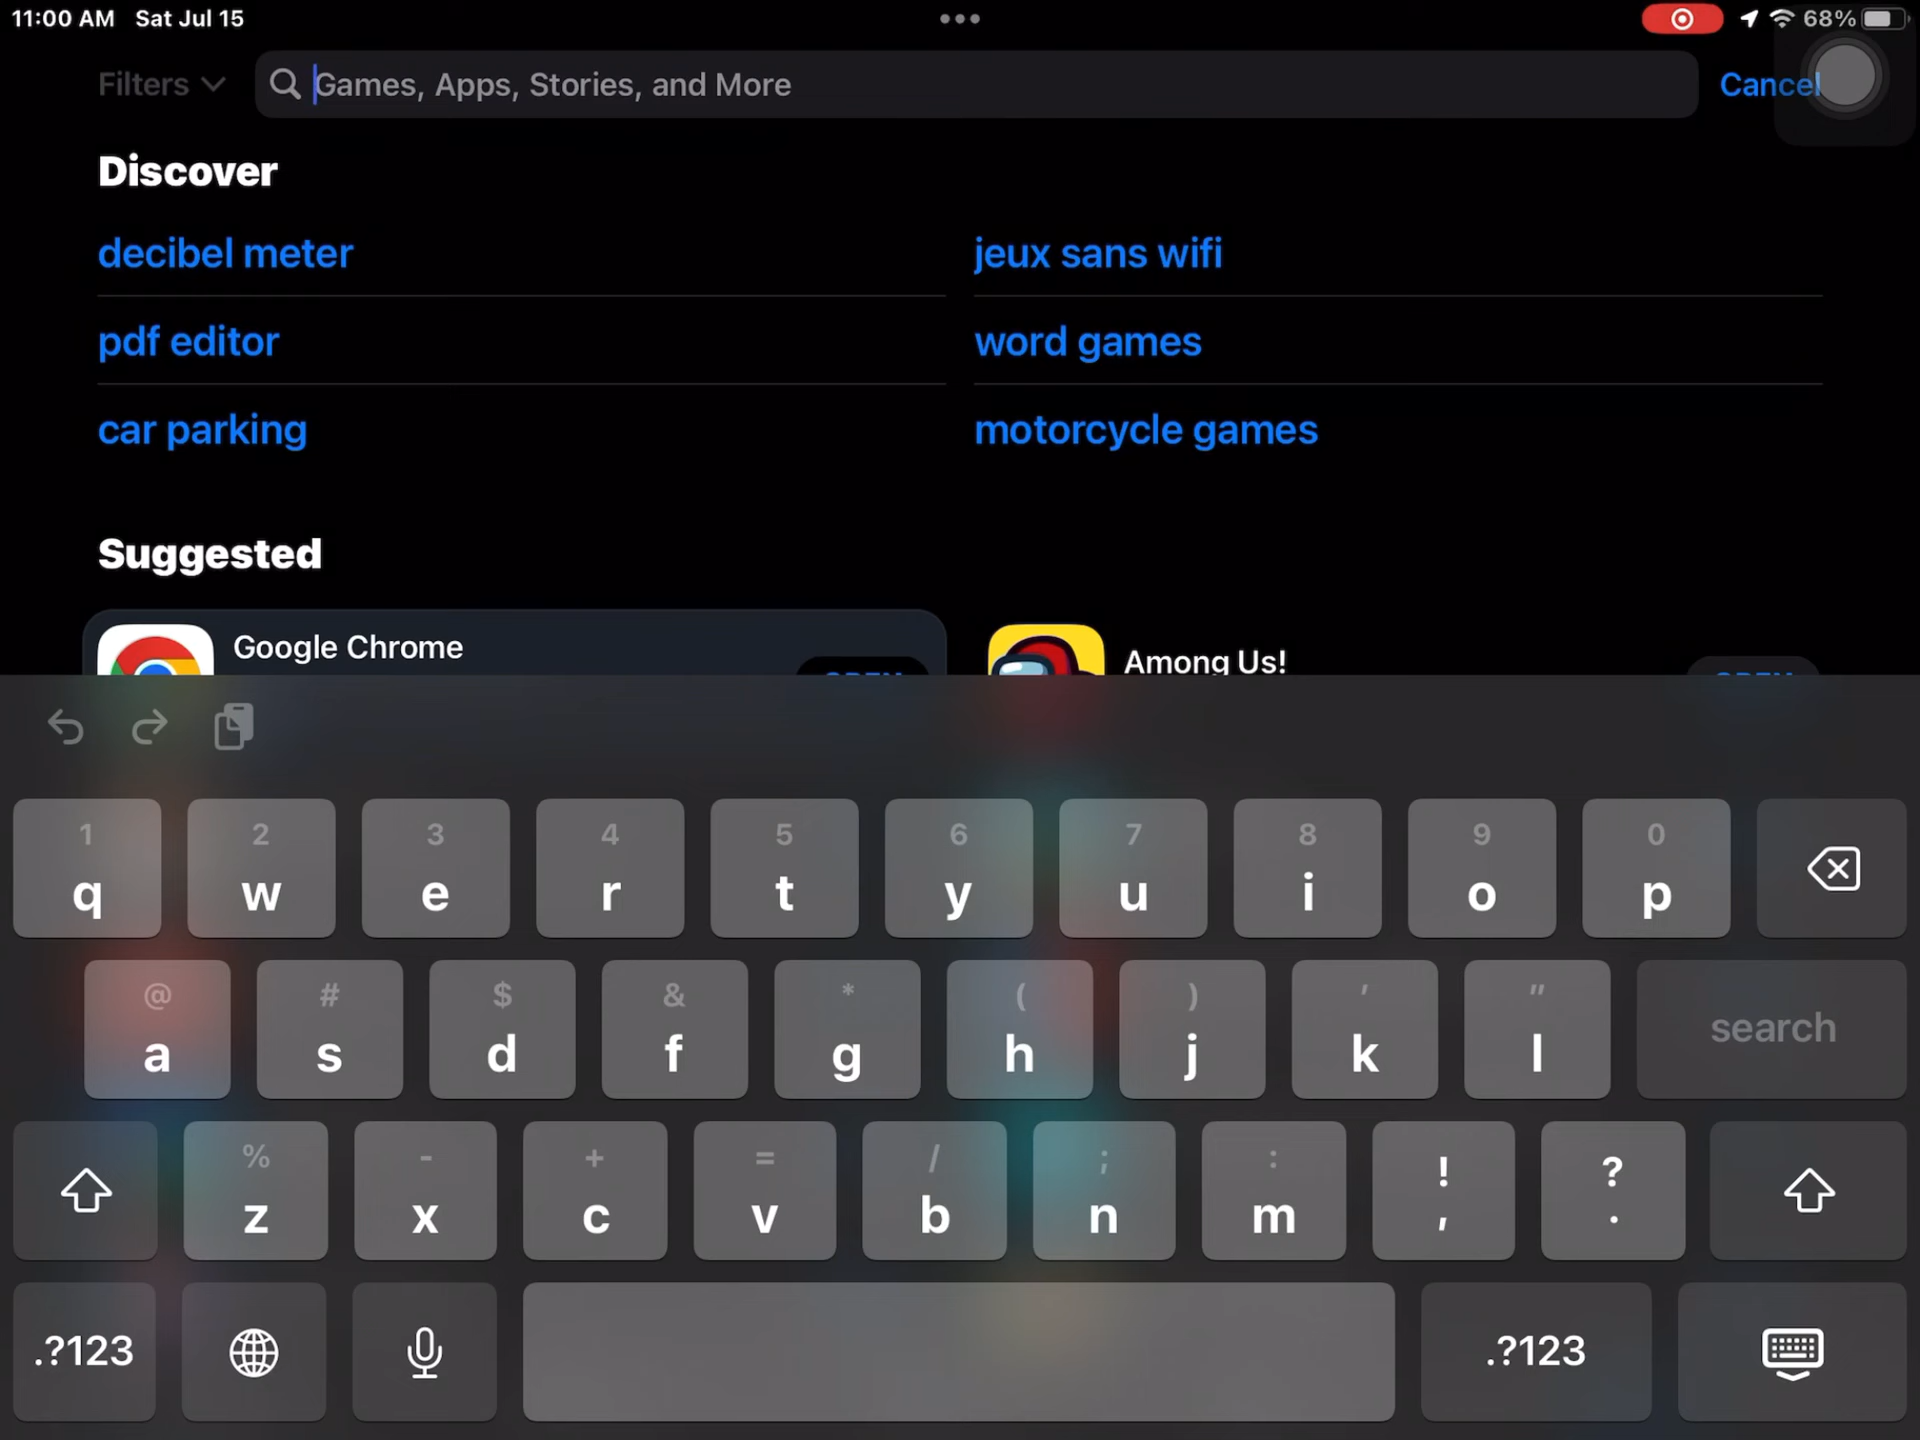 11:00 AM Sat Jul 15
68%
Filters
Games, Apps, Stories, and More
Cancel
Discover
decibel meter
jeux sans wifi
pdf editor
word games
car parking
motorcycle games
Suggested
Google Chrome
Among Us!
OPEN
OPEN
1 2 3 4 5 6 7 8 9 0
q w e r t y u i o p
@ # $ & * ( ) ' "
a s d f g h j k l search
% - + = / ; : ! ?
z x c v b n m , .
.?123
.?123